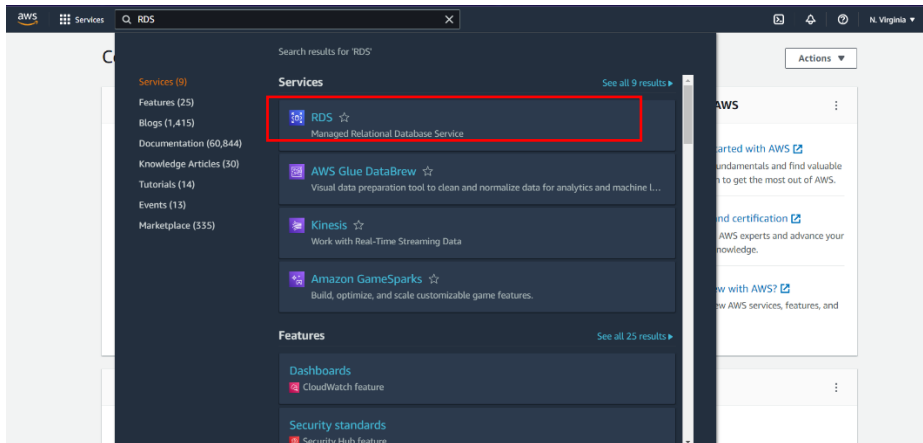 aws
Services
RDS
N. Virginia
Search results for 'RDS'
Services (9)
Features (25)
Blogs (1,415)
Documentation (60,844)
Knowledge Articles (30)
Tutorials (14)
Events (13)
Marketplace (335)
Services
See all 9 results
RDS
Managed Relational Database Service
AWS Glue DataBrew
Visual data preparation tool to clean and normalize data for analytics and machine l...
Kinesis
Work with Real-Time Streaming Data
Amazon GameSparks
Build, optimize, and scale customizable game features.
Features
See all 25 results
Dashboards
CloudWatch feature
Security standards
Security Hub feature
Actions
AWS
arted with AWS
undamentals and find valuable
n to get the most out of AWS.
nd certification
AWS experts and advance your
nowledge.
w with AWS?
ew AWS services, features, and